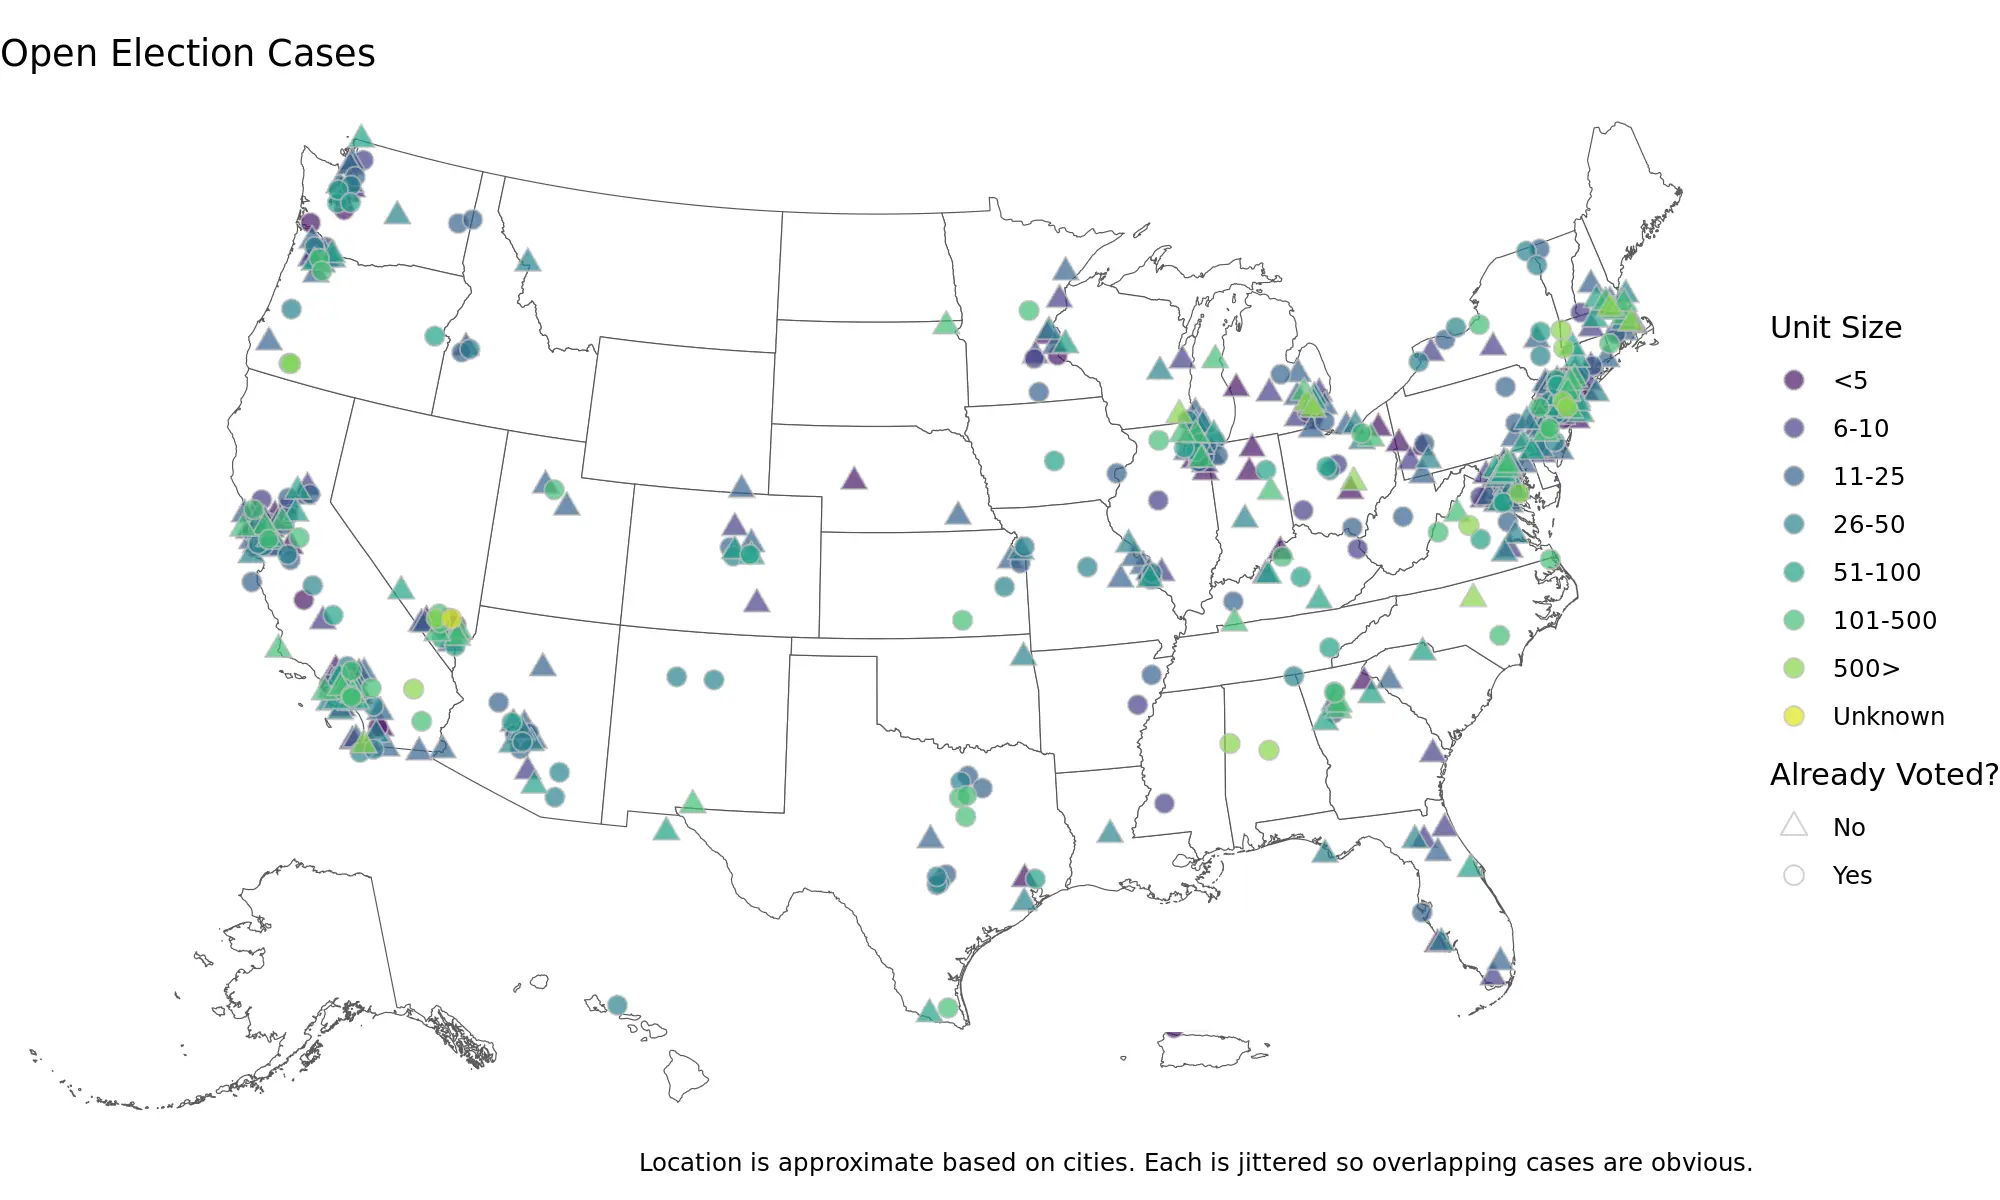 Open Election Cases
Unit Size
<5
6-10
11-25
26-50
51-100
101-500
500>
Unknown
Already Voted?
No
Yes
Location is approximate based on cities. Each is jittered so overlapping cases are obvious.